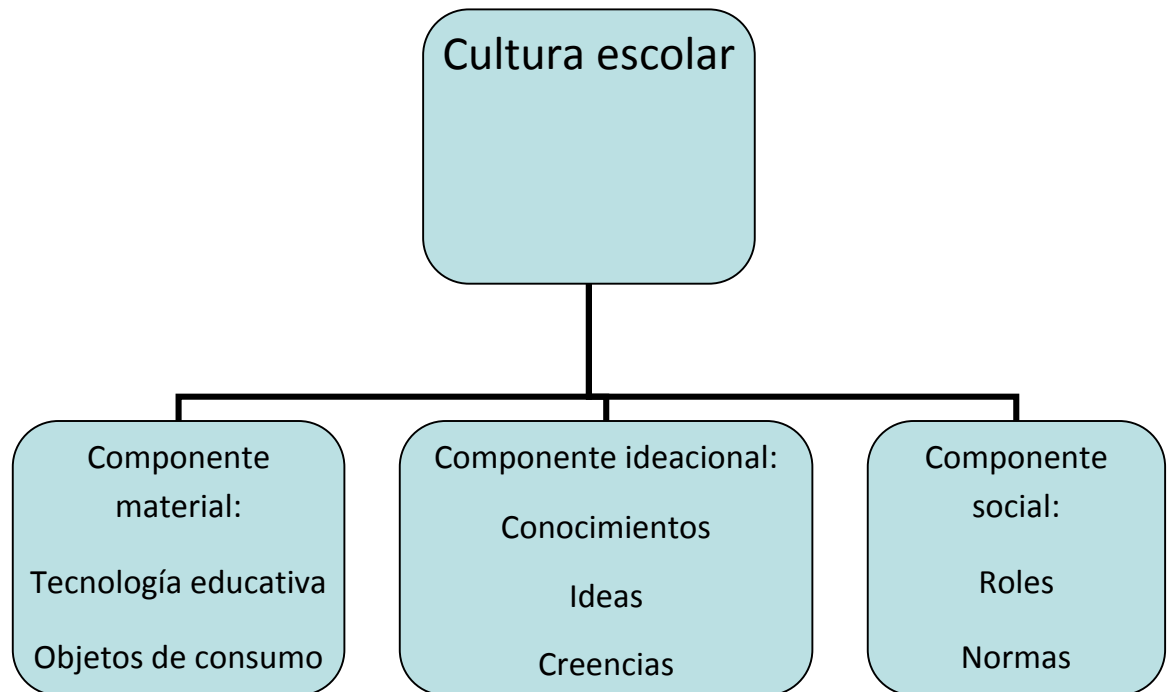 Cultura escolar
Componente
material:
Tecnología educativa
Objetos de consumo
Componente ideacional:
Conocimientos
Ideas
Creencias
Componente
social:
Roles
Normas